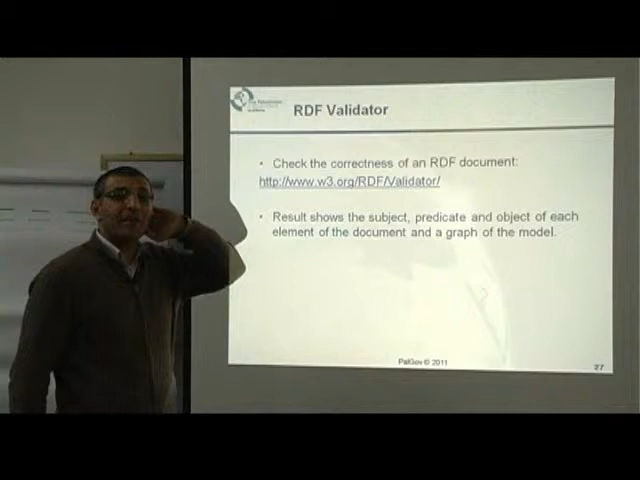 RDF Validator
• Check the correctness of an RDF document:
http://www.w3.org/RDF/Validator/
• Result shows the subject, predicate and object of each
element of the document and a graph of the model.
PalGov © 2011
27